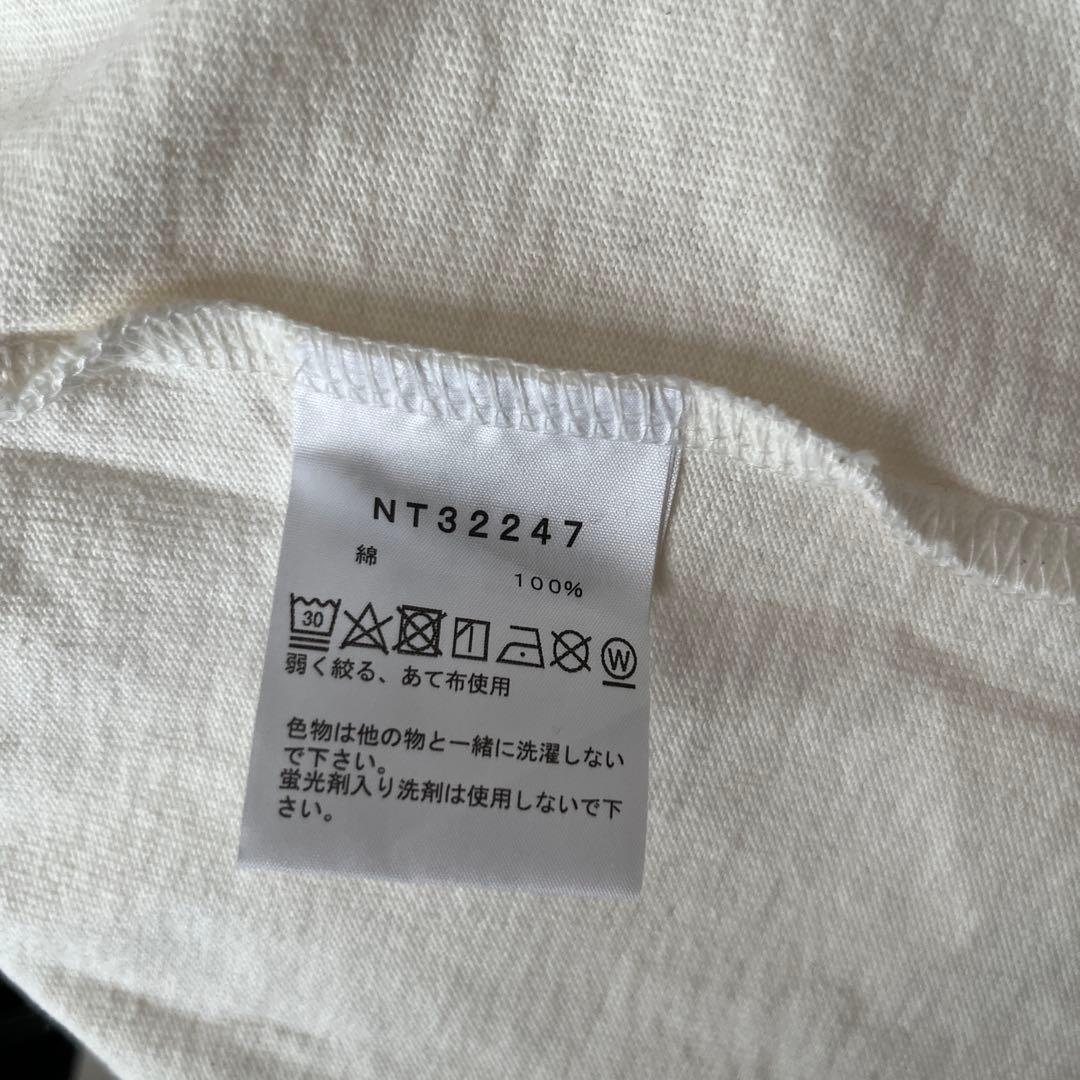 NT32247
綿
100%
30 W
弱く絞る、あて布使用
色物は他の物と一緒に洗濯しない
で下さい。
蛍光剤入り洗剤は使用しないで下
さい。